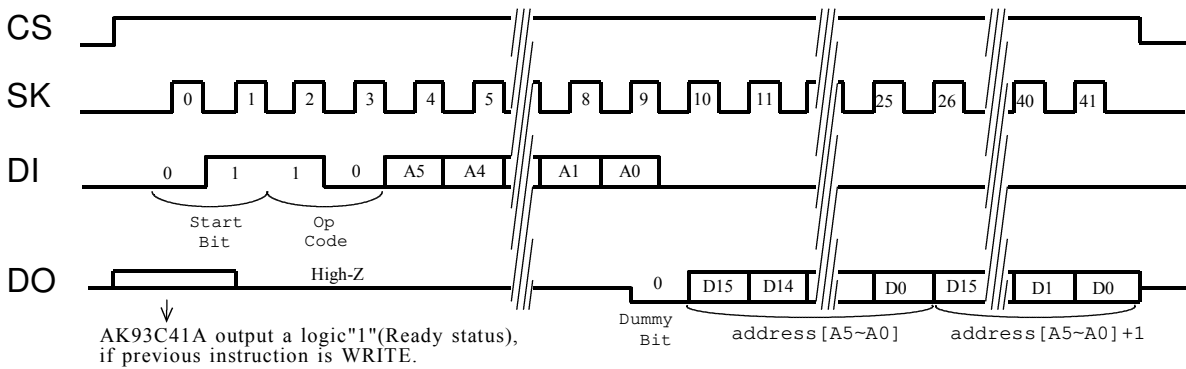 CS
SK
0 1 2 3 4 5 8 9 10 11 25 26 40 41
DI
0 1 1 0 A5 A4 A1 A0
Start
Bit
Op
Code
DO
High-Z
0 D15 D14 D0 D15 D1 D0
Dummy
Bit
address[A5~A0]
address[A5~A0]+1
AK93C41A output a logic"1"(Ready status),
if previous instruction is WRITE.